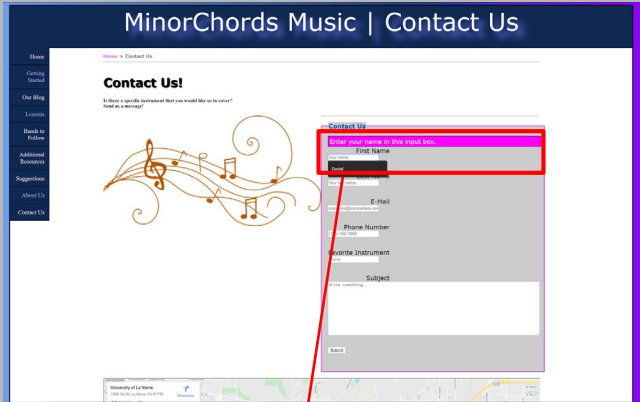 MinorChords Music | Contact Us
Home
Getting
Started
Our Blog
Lessons
Bands to
Follow
Additional
Resources
Suggestions
About Us
Contact Us
Home > Contact Us
Contact Us!
Is there a specific instrument that you would like us to cover?
Send us a message!
Contact Us
Enter your name in this input box.
First Name
Your name..
Daniel
E-Mail
Phone Number
Favorite Instrument
Subject
Write something..
Submit
University of La Verne
Directions